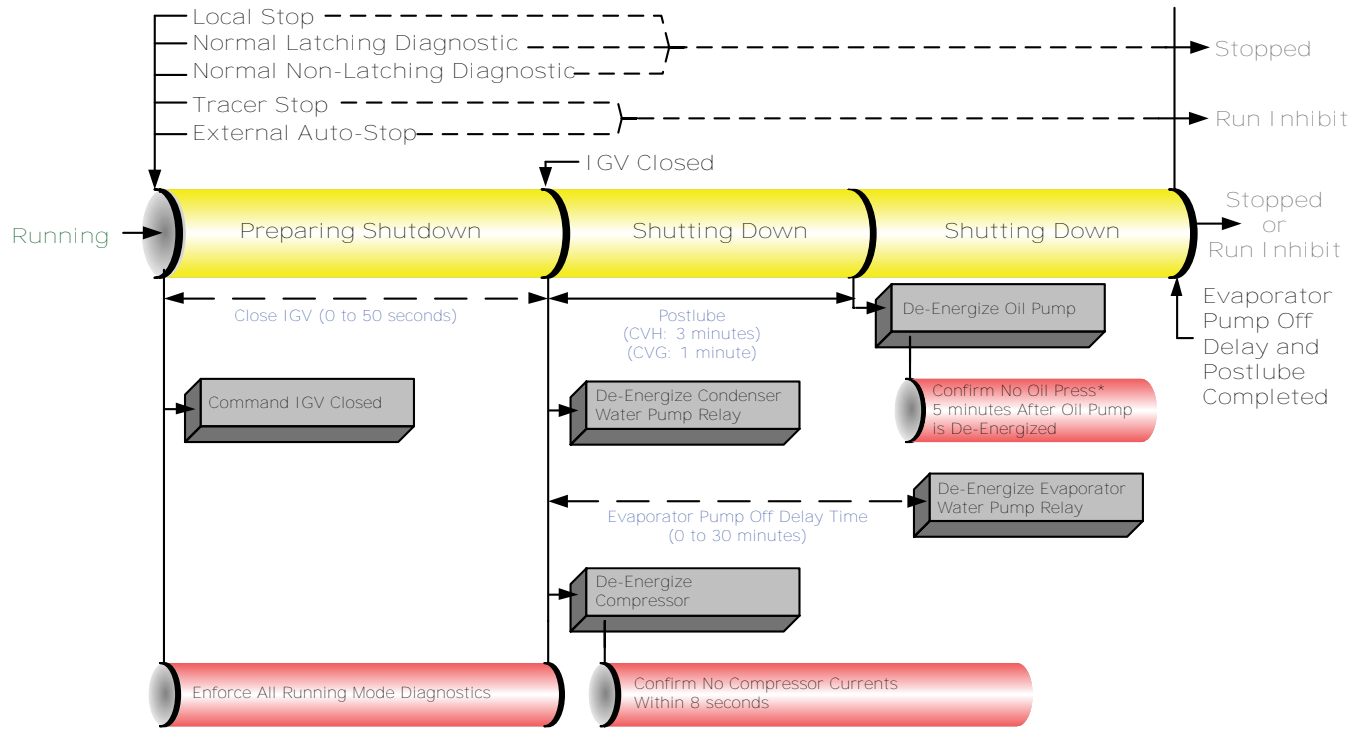 Local Stop
Normal Latching Diagnostic
Normal Non-Latching Diagnostic
Stopped
Tracer Stop
External Auto-Stop
Run Inhibit
IGV Closed
Running
Preparing Shutdown
Shutting Down
Shutting Down
Stopped
or
Run Inhibit
Close IGV (0 to 50 seconds)
Postlube
(CVH: 3 minutes)
(CVG: 1 minute)
De-Energize Oil Pump
Evaporator
Pump Off
Delay and
Postlube
Completed
Command IGV Closed
De-Energize Condenser
Water Pump Relay
Confirm No Oil Press*
5 minutes After Oil Pump
is De-Energized
Evaporator Pump Off Delay Time
(0 to 30 minutes)
De-Energize Evaporator
Water Pump Relay
De-Energize
Compressor
Enforce All Running Mode Diagnostics
Confirm No Compressor Currents
Within 8 seconds